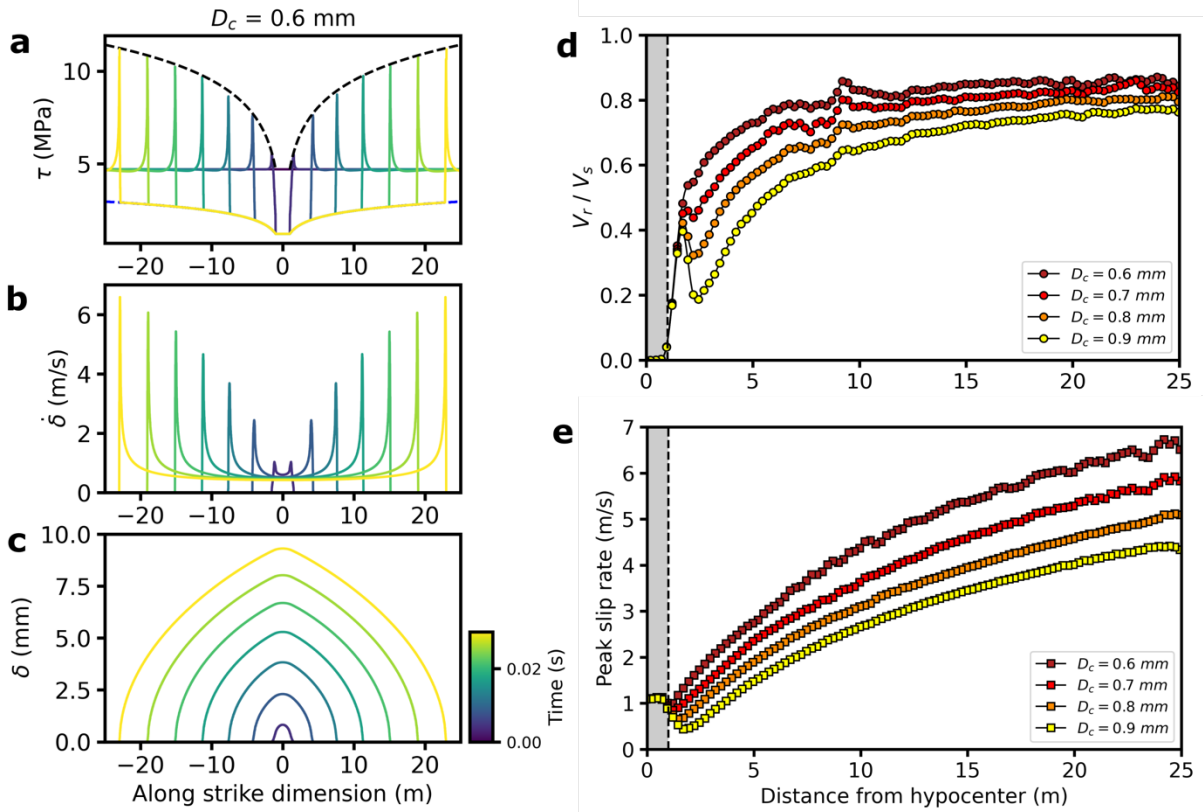 D_c = 0.6 mm
a
τ (MPa)
10
5
−20 −10 0 10 20
b
δ̇ (m/s)
6
4
2
0
−20 −10 0 10 20
c
δ (mm)
10.0
7.5
5.0
2.5
0.0
−20 −10 0 10 20
Along strike dimension (m)
0.02
0.00
Time (s)
d
V_r / V_s
1.0
0.8
0.6
0.4
0.2
0.0
0 5 10 15 20 25
D_c = 0.6 mm
D_c = 0.7 mm
D_c = 0.8 mm
D_c = 0.9 mm
e
Peak slip rate (m/s)
7
6
5
4
3
2
1
0
0 5 10 15 20 25
Distance from hypocenter (m)
D_c = 0.6 mm
D_c = 0.7 mm
D_c = 0.8 mm
D_c = 0.9 mm